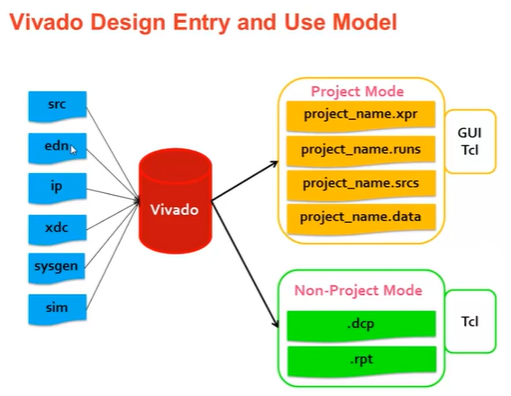 Vivado Design Entry and Use Model
src
edn
ip
xdc
sysgen
sim
Vivado
Project Mode
project_name.xpr
project_name.runs
project_name.srcs
project_name.data
GUI
Tcl
Non-Project Mode
.dcp
.rpt
Tcl